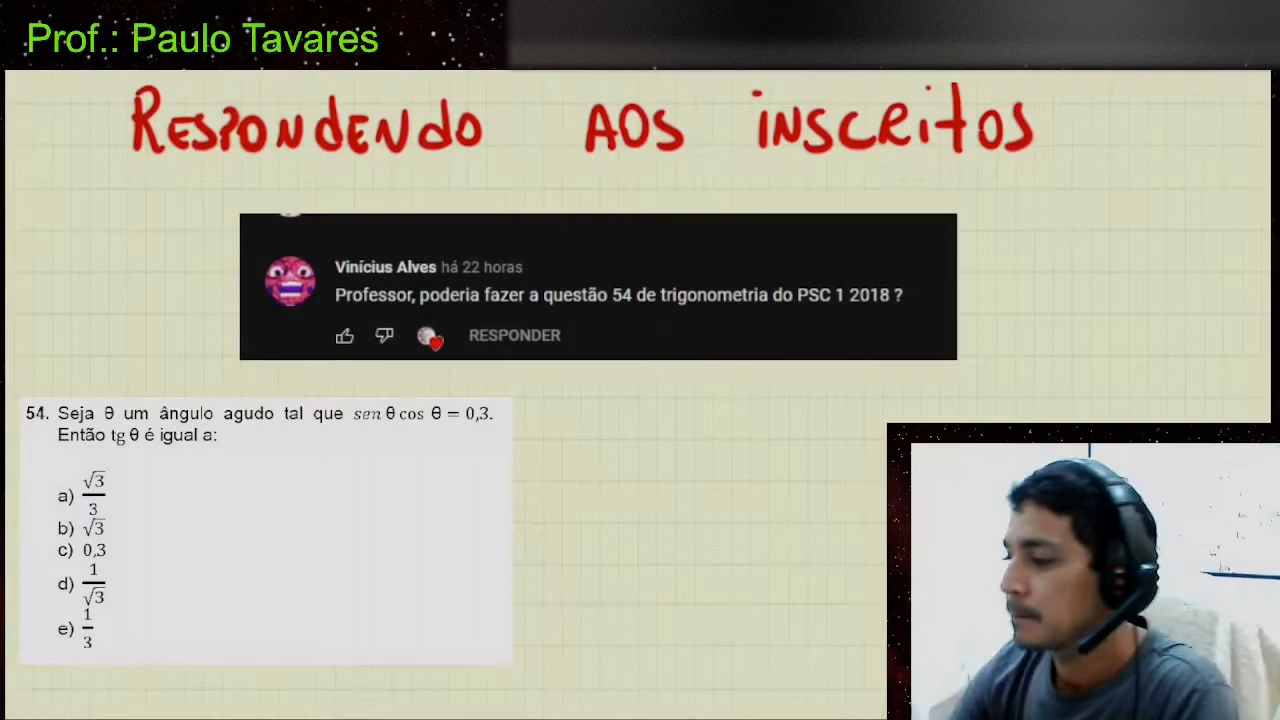 Prof.: Paulo Tavares
RESPONDENDO AOS INSCRITOS
Vinícius Alves há 22 horas
Professor, poderia fazer a questão 54 de trigonometria do PSC 1 2018 ?
RESPONDER
54. Seja θ um ângulo agudo tal que sen θ cos θ = 0,3.
Então tg θ é igual a:
a) √3/3
b) √3
c) 0,3
d) 1/√3
e) 1/3